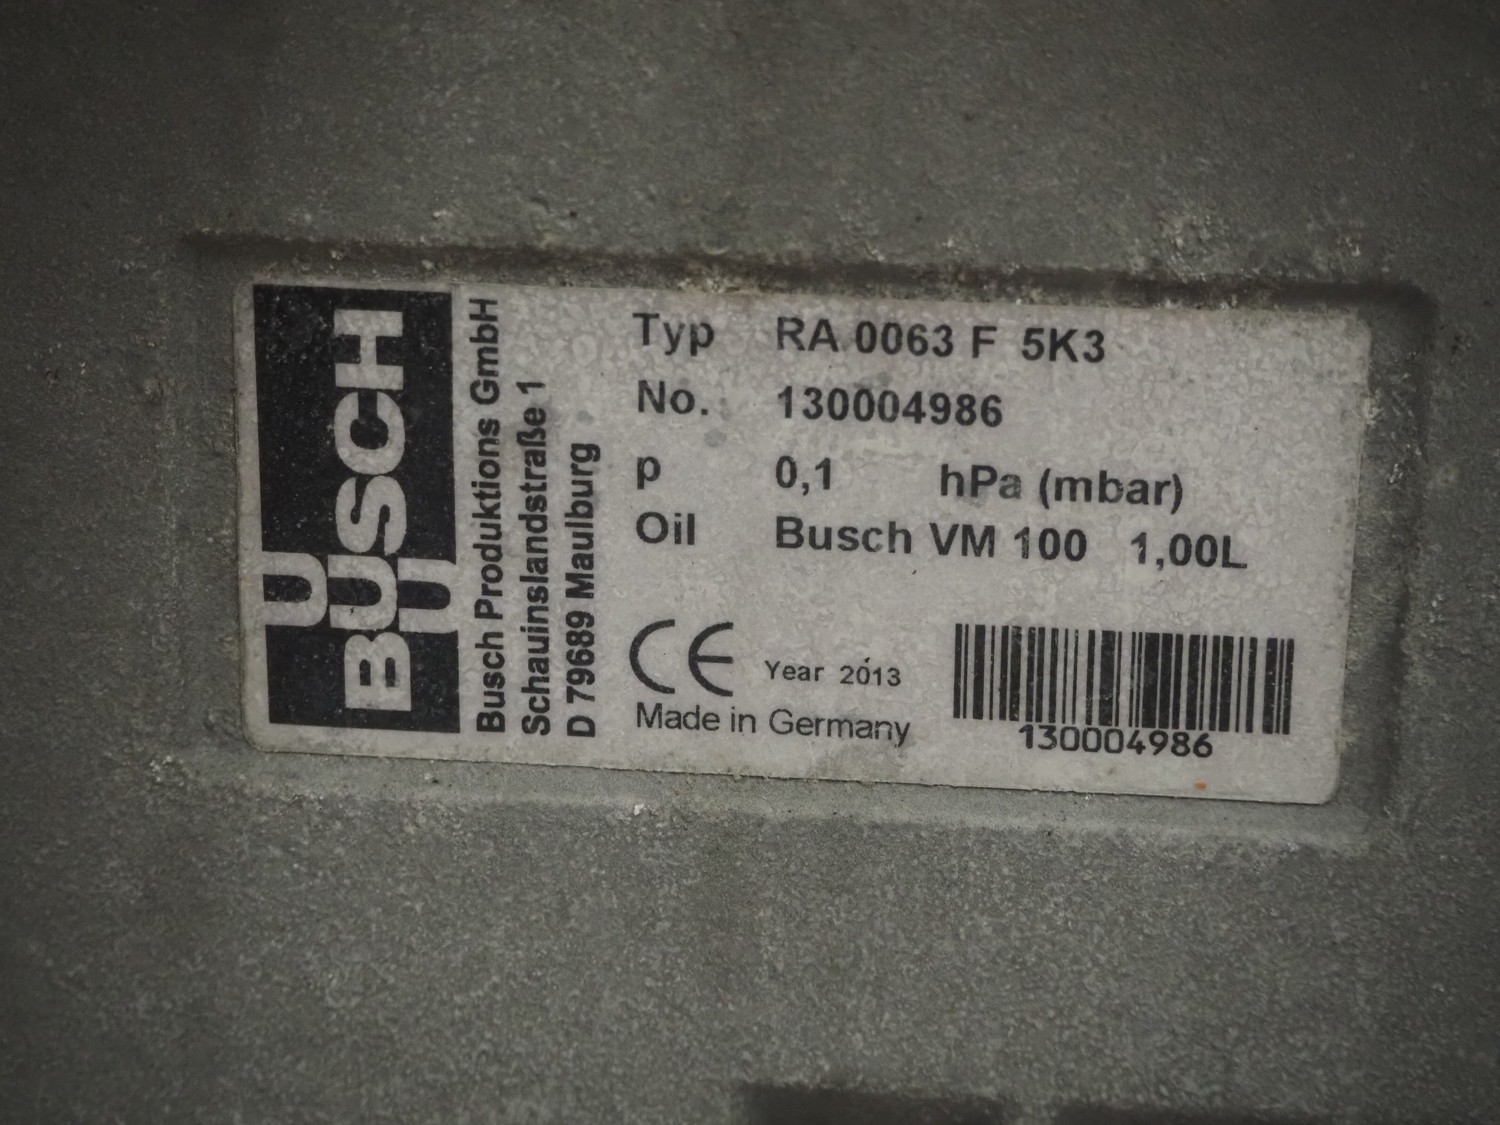 BUSCH
Busch Produktions GmbH
Schauinslandstraße 1
D 79689 Maulburg
Typ RA 0063 F 5K3
No. 130004986
p 0,1 hPa (mbar)
Oil Busch VM 100 1,00L
CE Year 2013
Made in Germany
130004986